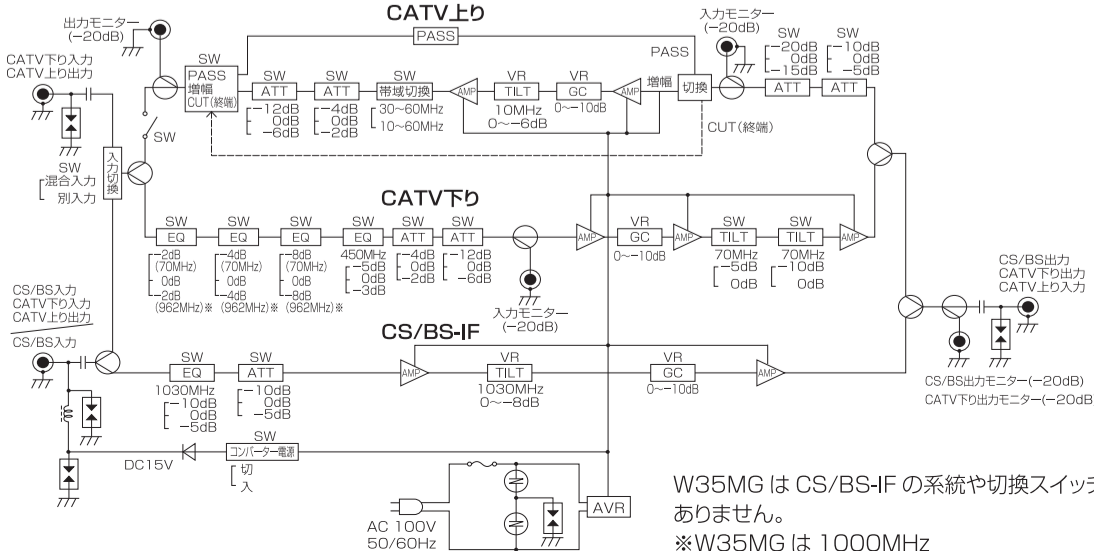 CATV上り
出力モニター
(−20dB)
入力モニター
(−20dB)
PASS
PASS
CATV下り入力
CATV上り出力
SW
PASS
増幅
CUT(終端)
SW
ATT
−12dB
0dB
−6dB
SW
ATT
−4dB
0dB
−2dB
SW
帯域切換
30〜60MHz
10〜60MHz
AMP
VR
TILT
10MHz
0〜−6dB
VR
GC
0〜−10dB
AMP
増幅
切換
CUT(終端)
SW
−20dB
0dB
−15dB
ATT
SW
−10dB
0dB
−5dB
ATT
SW
SW
混合入力
別入力
入力切換
CATV下り
SW
EQ
−2dB
(70MHz)
0dB
−2dB
(962MHz)※
SW
EQ
−4dB
(70MHz)
0dB
−4dB
(962MHz)※
SW
EQ
−8dB
(70MHz)
0dB
−8dB
(962MHz)※
SW
EQ
450MHz
−5dB
0dB
−3dB
SW
ATT
−4dB
0dB
−2dB
SW
ATT
−12dB
0dB
−6dB
入力モニター
(−20dB)
AMP
VR
GC
0〜−10dB
AMP
SW
TILT
70MHz
−5dB
0dB
SW
TILT
70MHz
−10dB
0dB
AMP
CS/BS出力
CATV下り出力
CATV上り入力
CS/BS出力モニター(−20dB)
CATV下り出力モニター(−20dB)
CS/BS入力
CATV下り入力
CATV上り出力
CS/BS入力
CS/BS-IF
SW
EQ
1030MHz
−10dB
0dB
−5dB
SW
ATT
−10dB
0dB
−5dB
AMP
VR
TILT
1030MHz
0〜−8dB
VR
GC
0〜−10dB
AMP
DC15V
SW
コンバーター電源
切
入
AC 100V
50/60Hz
AVR
W35MG は CS/BS-IF の系統や切換スイッチ
ありません。
※W35MG は 1000MHz